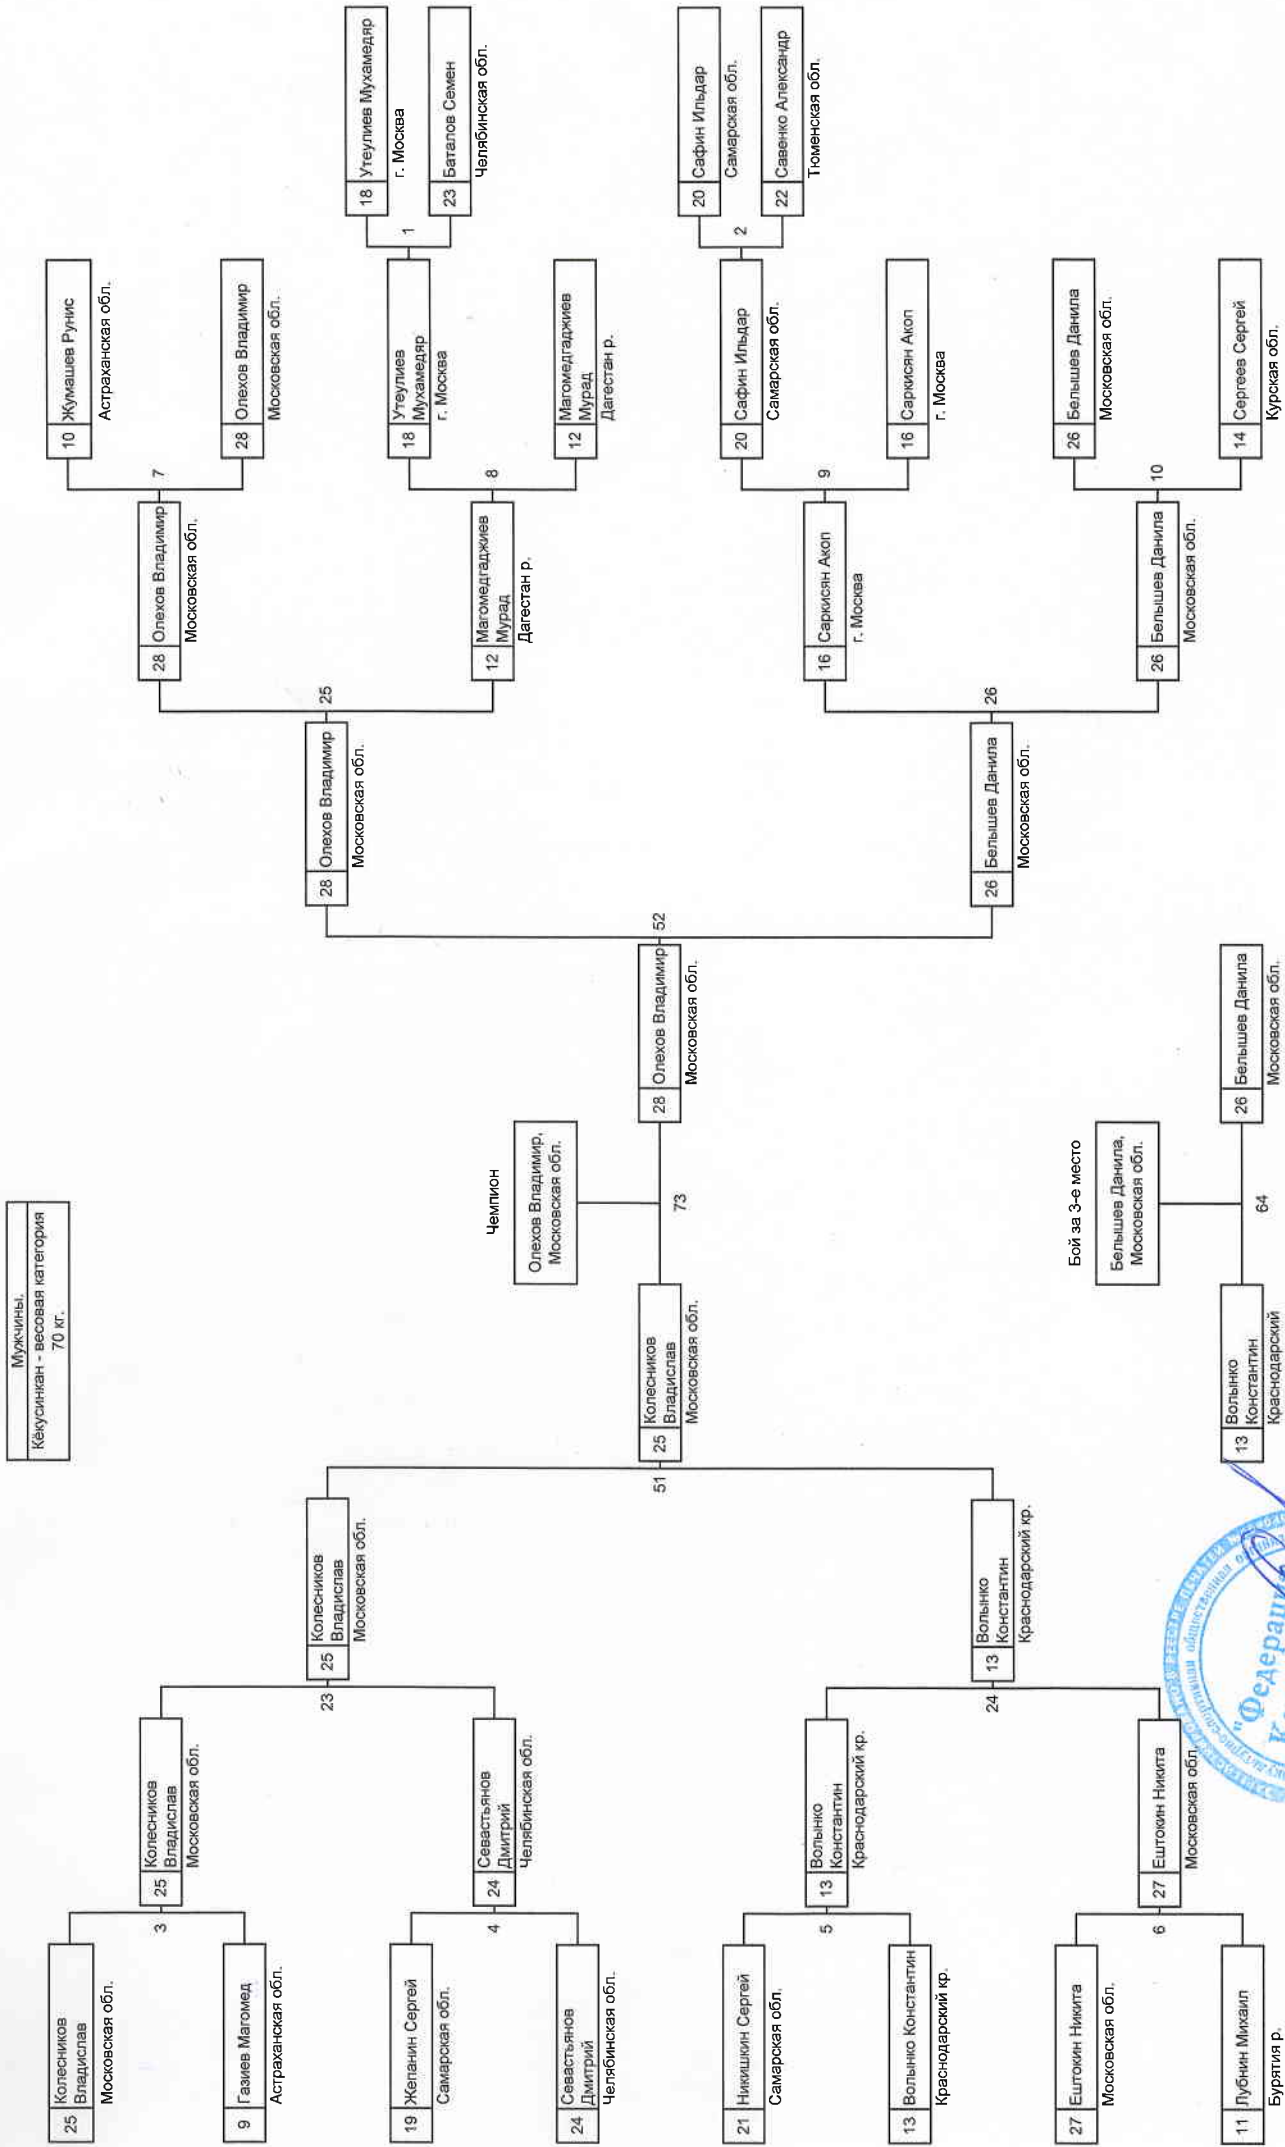 Мужчины.
Кёкусинкан - весовая категория
70 кг.
25 Колесников
Владислав
Московская обл.
3
9 Газиев Магомед
Астраханская обл.
19 Жепанин Сергей
Самарская обл.
4
24 Севастьянов
Дмитрий
Челябинская обл.
21 Никишкин Сергей
Самарская обл.
5
13 Волынко Константин
Краснодарский кр.
27 Ештокин Никита
Московская обл.
6
11 Лубнин Михаил
Бурятия р.
25 Колесников
Владислав
Московская обл.
23
24 Севастьянов
Дмитрий
Челябинская обл.
13 Волынко
Константин
Краснодарский кр.
24
27 Ештокин Никита
Московская обл.
25 Колесников
Владислав
Московская обл.
51
13 Волынко
Константин
Краснодарский кр.
25 Колесников
Владислав
Московская обл.
Чемпион
Олехов Владимир,
Московская обл.
73
28 Олехов Владимир
Московская обл.
Бой за 3-е место
Белышев Данила,
Московская обл.
64
13 Волынко
Константин
Краснодарский
26 Белышев Данила
Московская обл.
52
28 Олехов Владимир
Московская обл.
26 Белышев Данила
Московская обл.
25
28 Олехов Владимир
Московская обл.
12 Магомедгаджиев
Мурад
Дагестан р.
26
16 Саркисян Акоп
г. Москва
26 Белышев Данила
Московская обл.
7
10 Жумашев Рунис
Астраханская обл.
28 Олехов Владимир
Московская обл.
8
18 Утеулиев
Мухамедяр
г. Москва
12 Магомедгаджиев
Мурад
Дагестан р.
9
20 Сафин Ильдар
Самарская обл.
16 Саркисян Акоп
г. Москва
10
26 Белышев Данила
Московская обл.
14 Сергеев Сергей
Курская обл.
1
18 Утеулиев Мухамедяр
г. Москва
23 Баталов Семен
Челябинская обл.
2
20 Сафин Ильдар
Самарская обл.
22 Савенко Александр
Тюменская обл.
общественная
"Федерация